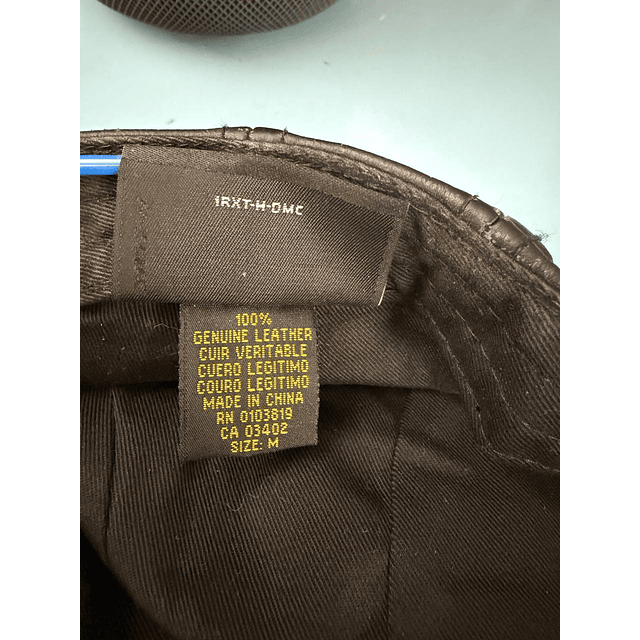 1RXT-H-DMC
100%
GENUINE LEATHER
CUIR VERITABLE
CUERO LEGITIMO
COURO LEGITIMO
MADE IN CHINA
RN 0103819
CA 03402
SIZE: M